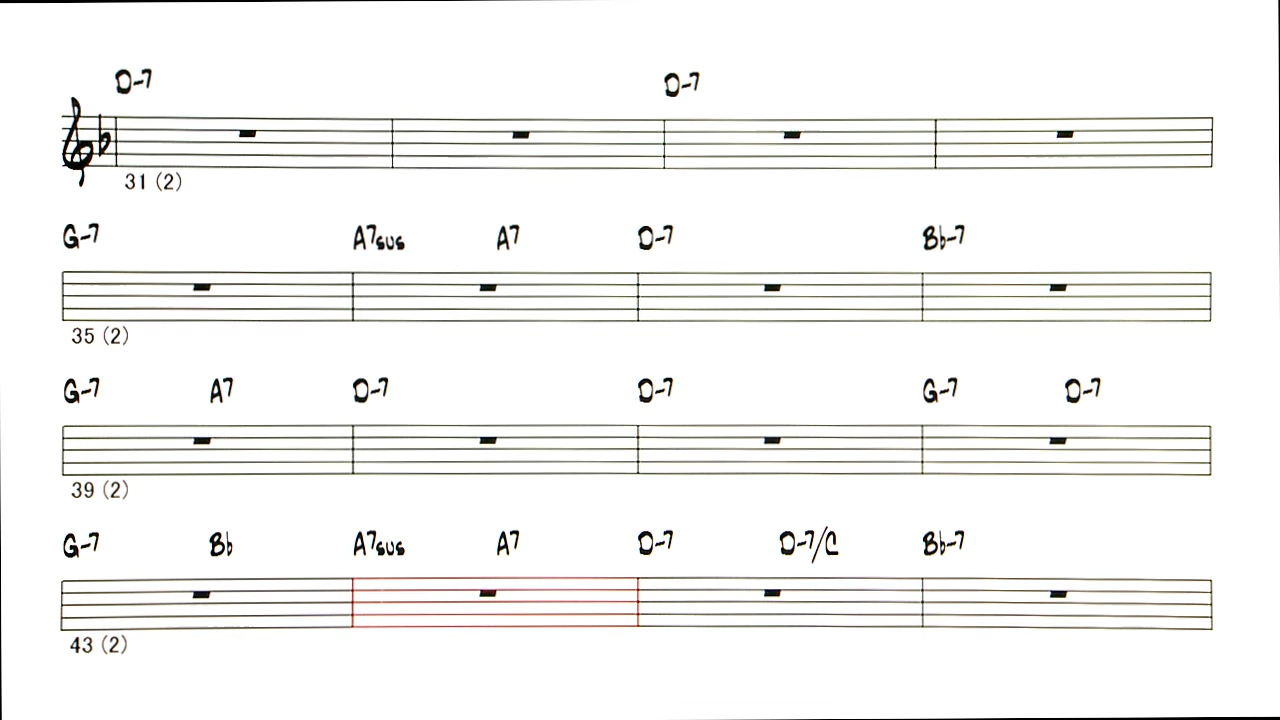 D-7 D-7
31 (2)
G-7 A7sus A7 D-7 Bb-7
35 (2)
G-7 A7 D-7 D-7 G-7 D-7
39 (2)
G-7 Bb A7sus A7 D-7 D-7/C Bb-7
43 (2)